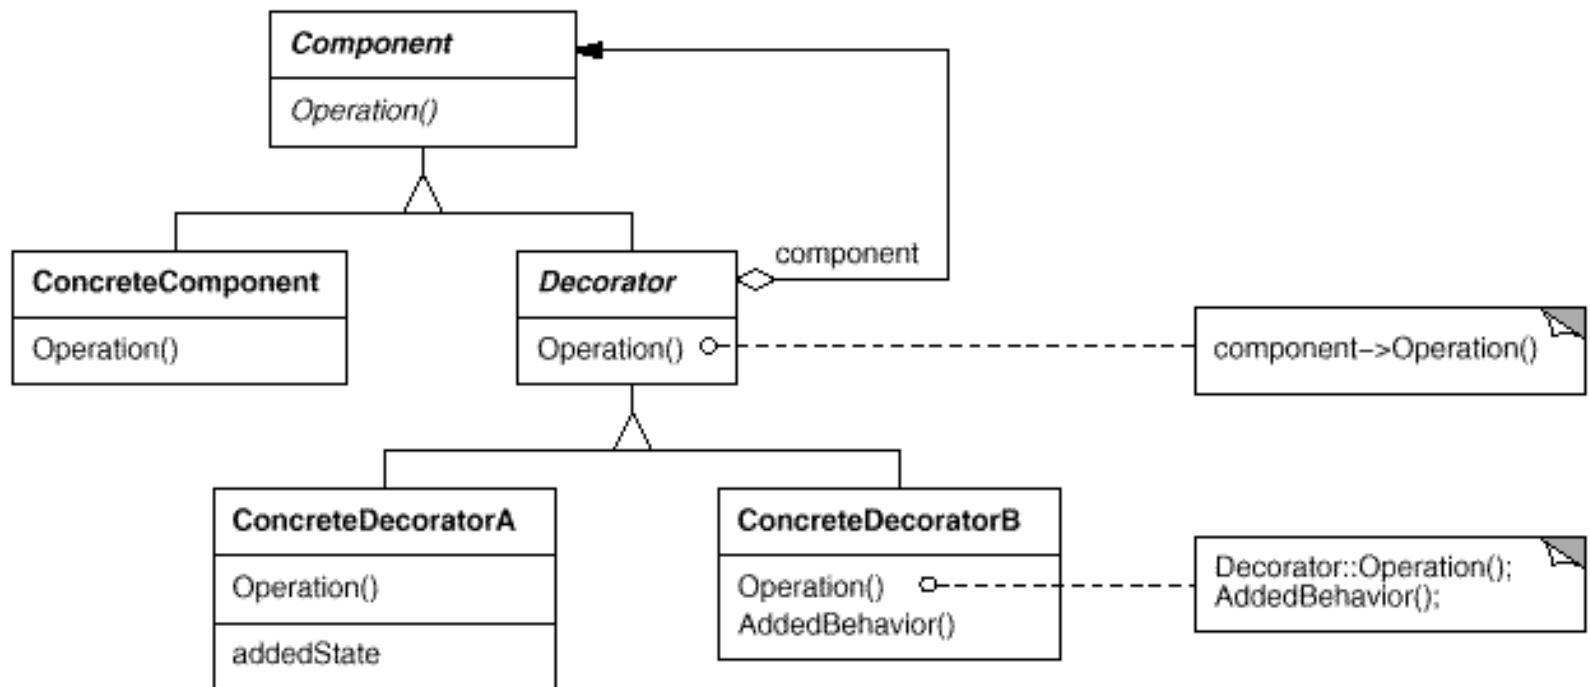 Component
Operation()
ConcreteComponent
Operation()
Decorator
Operation()
component
component–>Operation()
ConcreteDecoratorA
Operation()
addedState
ConcreteDecoratorB
Operation()
AddedBehavior()
Decorator::Operation();
AddedBehavior();